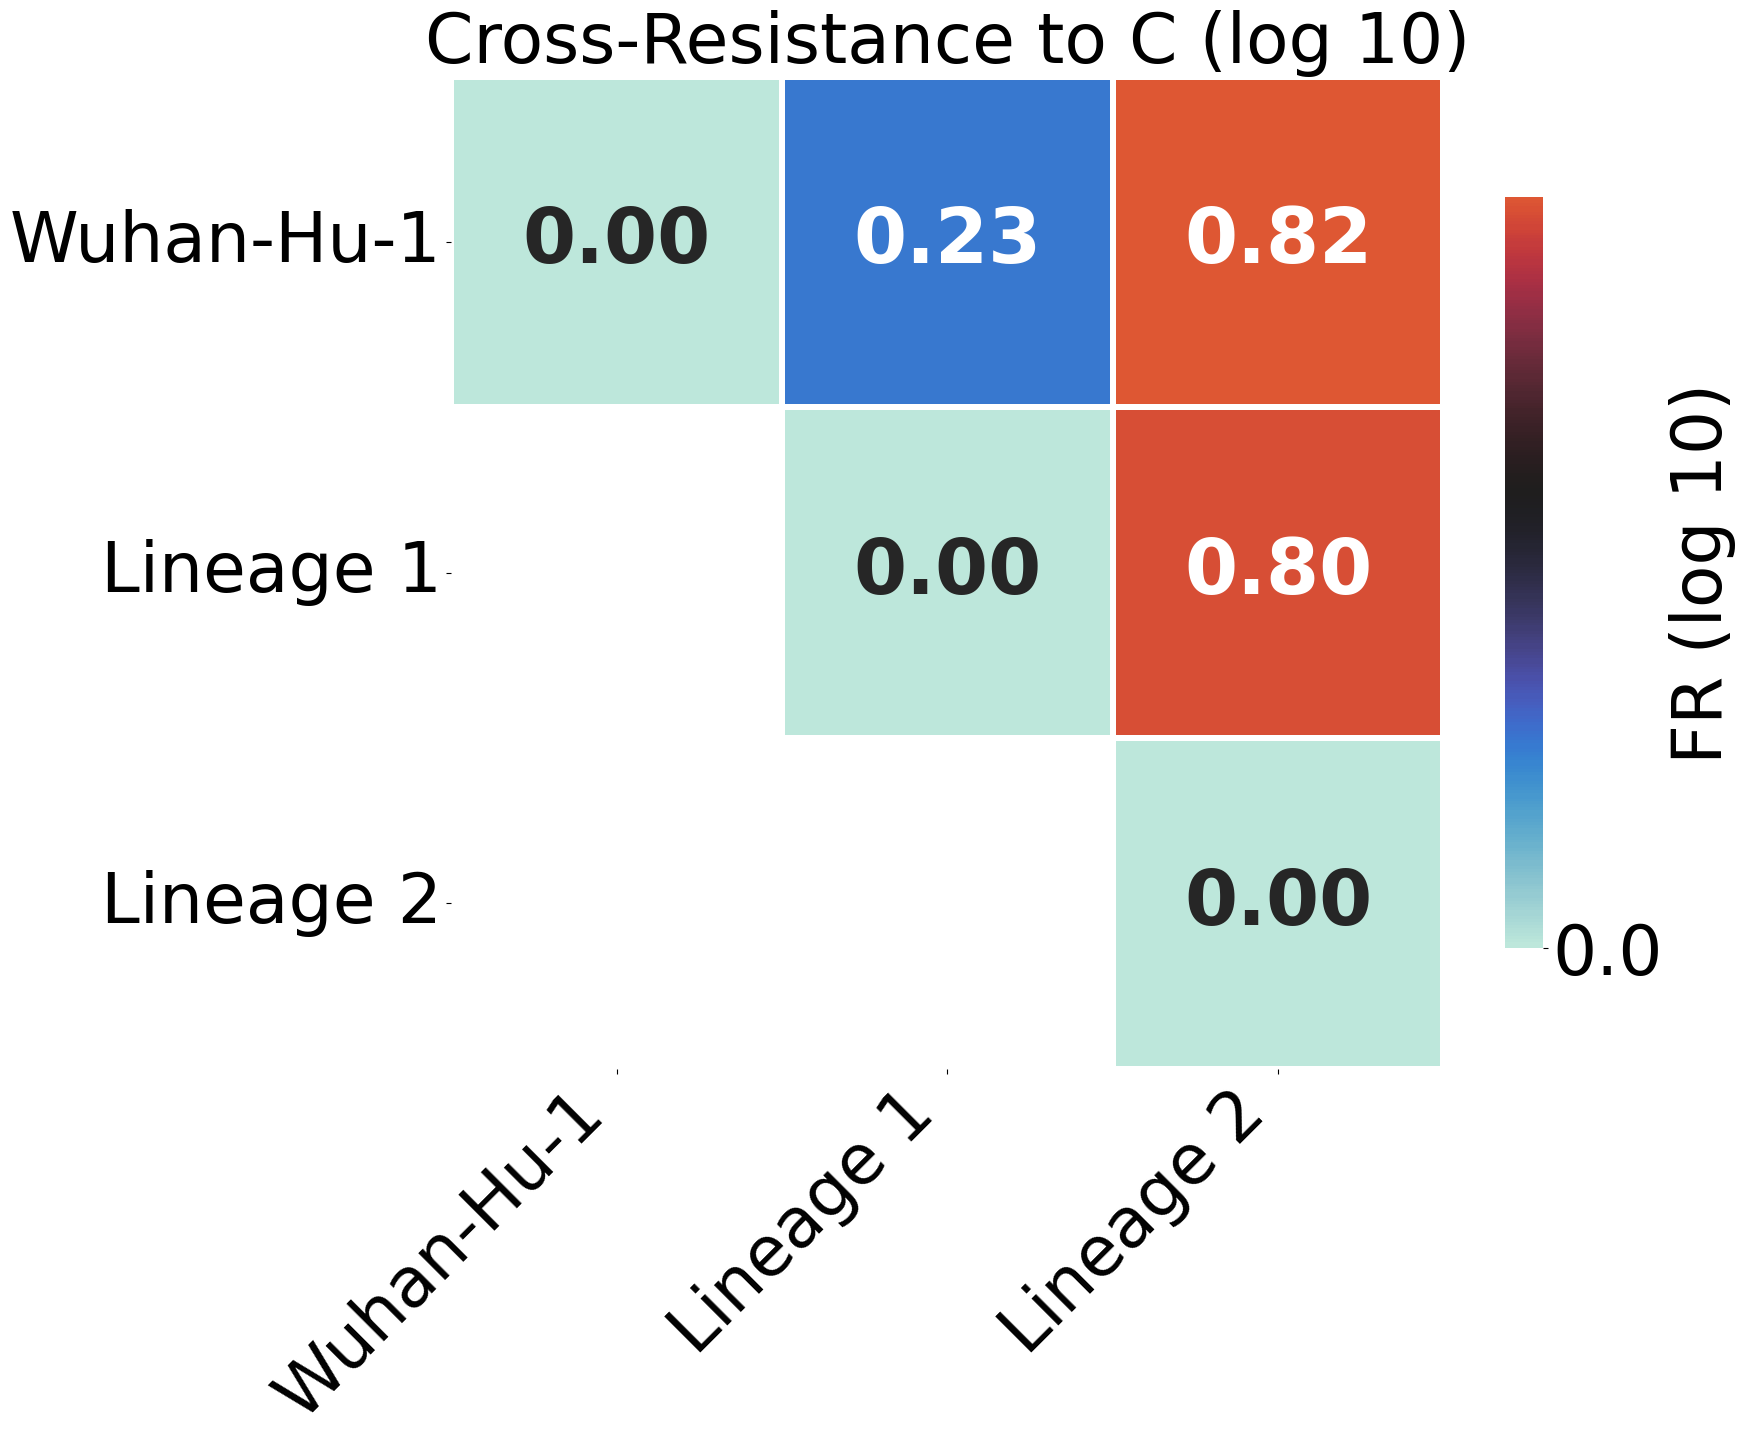 Cross-Resistance to C (log 10)
Wuhan-Hu-1
0.00
0.23
0.82
Lineage 1
0.00
0.80
Lineage 2
0.00
0.0
FR (log 10)
Wuhan-Hu-1
Lineage 1
Lineage 2